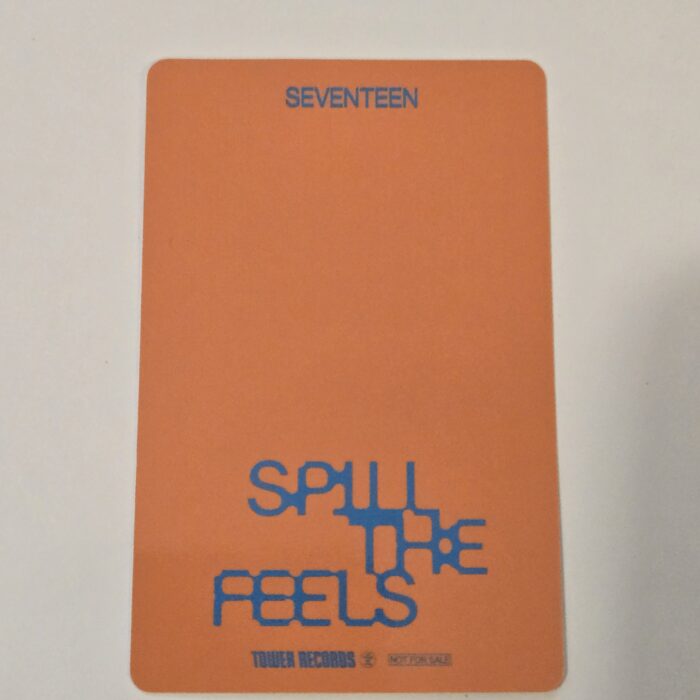 SEVENTEEN
SPILL
THE
FEELS
TOWER RECORDS NOT FOR SALE